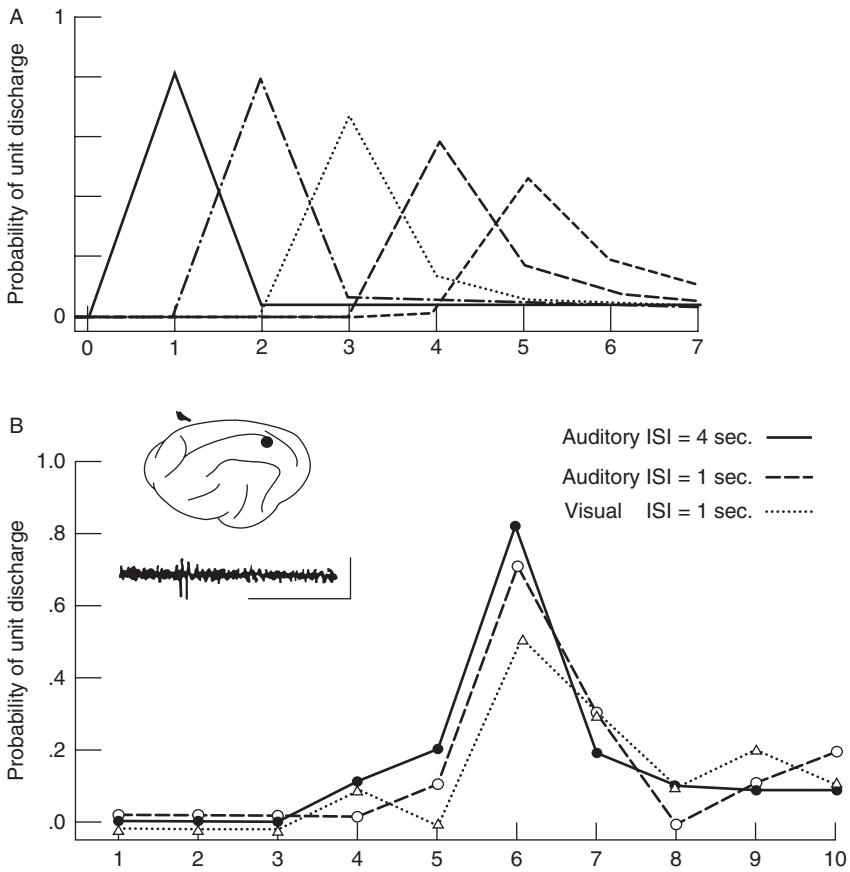 A
Probability of unit discharge
1
0
0 1 2 3 4 5 6 7
B
Auditory ISI = 4 sec.
Auditory ISI = 1 sec.
Visual ISI = 1 sec.
Probability of unit discharge
1.0
.8
.6
.4
.2
.0
1 2 3 4 5 6 7 8 9 10